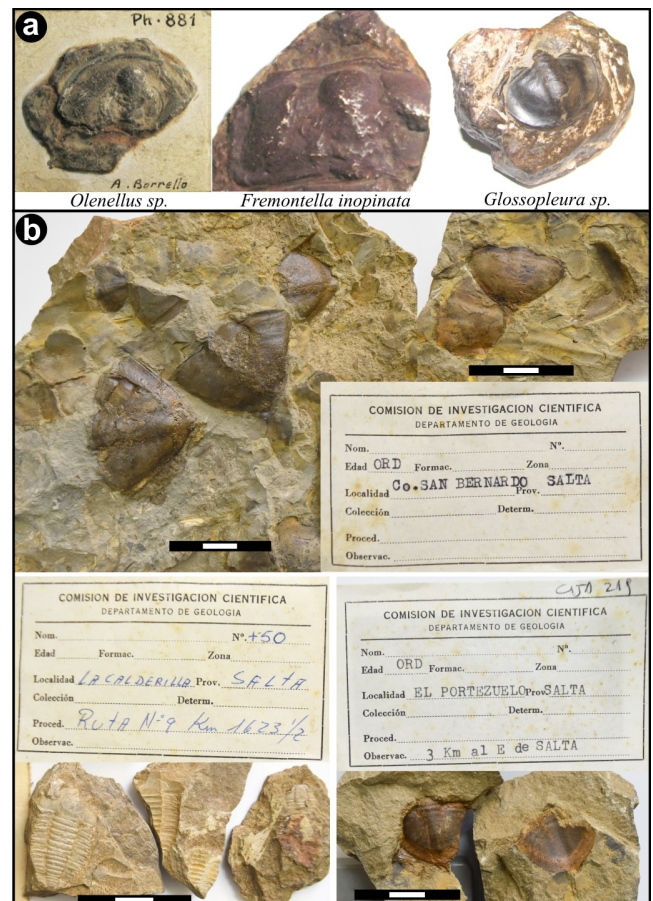 a
Ph·881
A. Borrello
Olenellus sp.
Fremontella inopinata
Glossopleura sp.
b
COMISION DE INVESTIGACION CIENTIFICA
DEPARTAMENTO DE GEOLOGIA
Nom. Nº.
Edad ORD Formac. Zona
Localidad Co. SAN BERNARDO Prov. SALTA
Colección Determ.
Proced.
Observac.
COMISION DE INVESTIGACION CIENTIFICA
DEPARTAMENTO DE GEOLOGIA
Nom. Nº. +50
Edad Formac. Zona
Localidad LA CALDERILLA Prov. SALTA
Colección Determ.
Proced. RUTA Nº9 Km 1623 1/2
Observac.
COMISION DE INVESTIGACION CIENTIFICA
DEPARTAMENTO DE GEOLOGIA
Nom. Nº.
Edad ORD Formac. Zona
Localidad EL PORTEZUELO Prov. SALTA
Colección Determ.
Proced.
Observac. 3 Km al E de SALTA